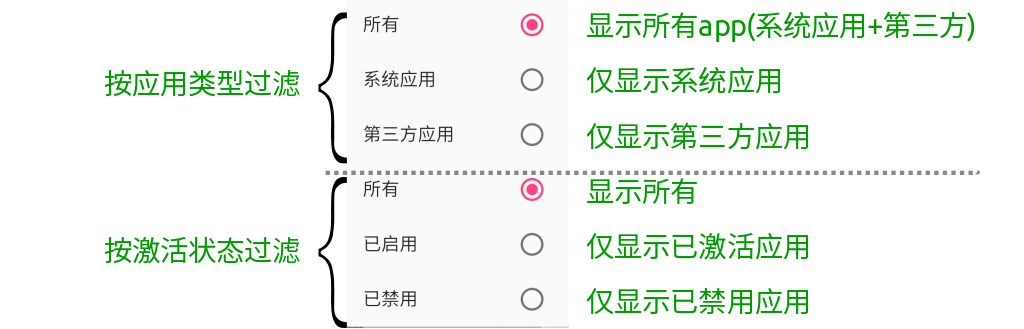 所有
显示所有app(系统应用+第三方)
按应用类型过滤
系统应用
仅显示系统应用
第三方应用
仅显示第三方应用
所有
显示所有
按激活状态过滤
已启用
仅显示已激活应用
已禁用
仅显示已禁用应用